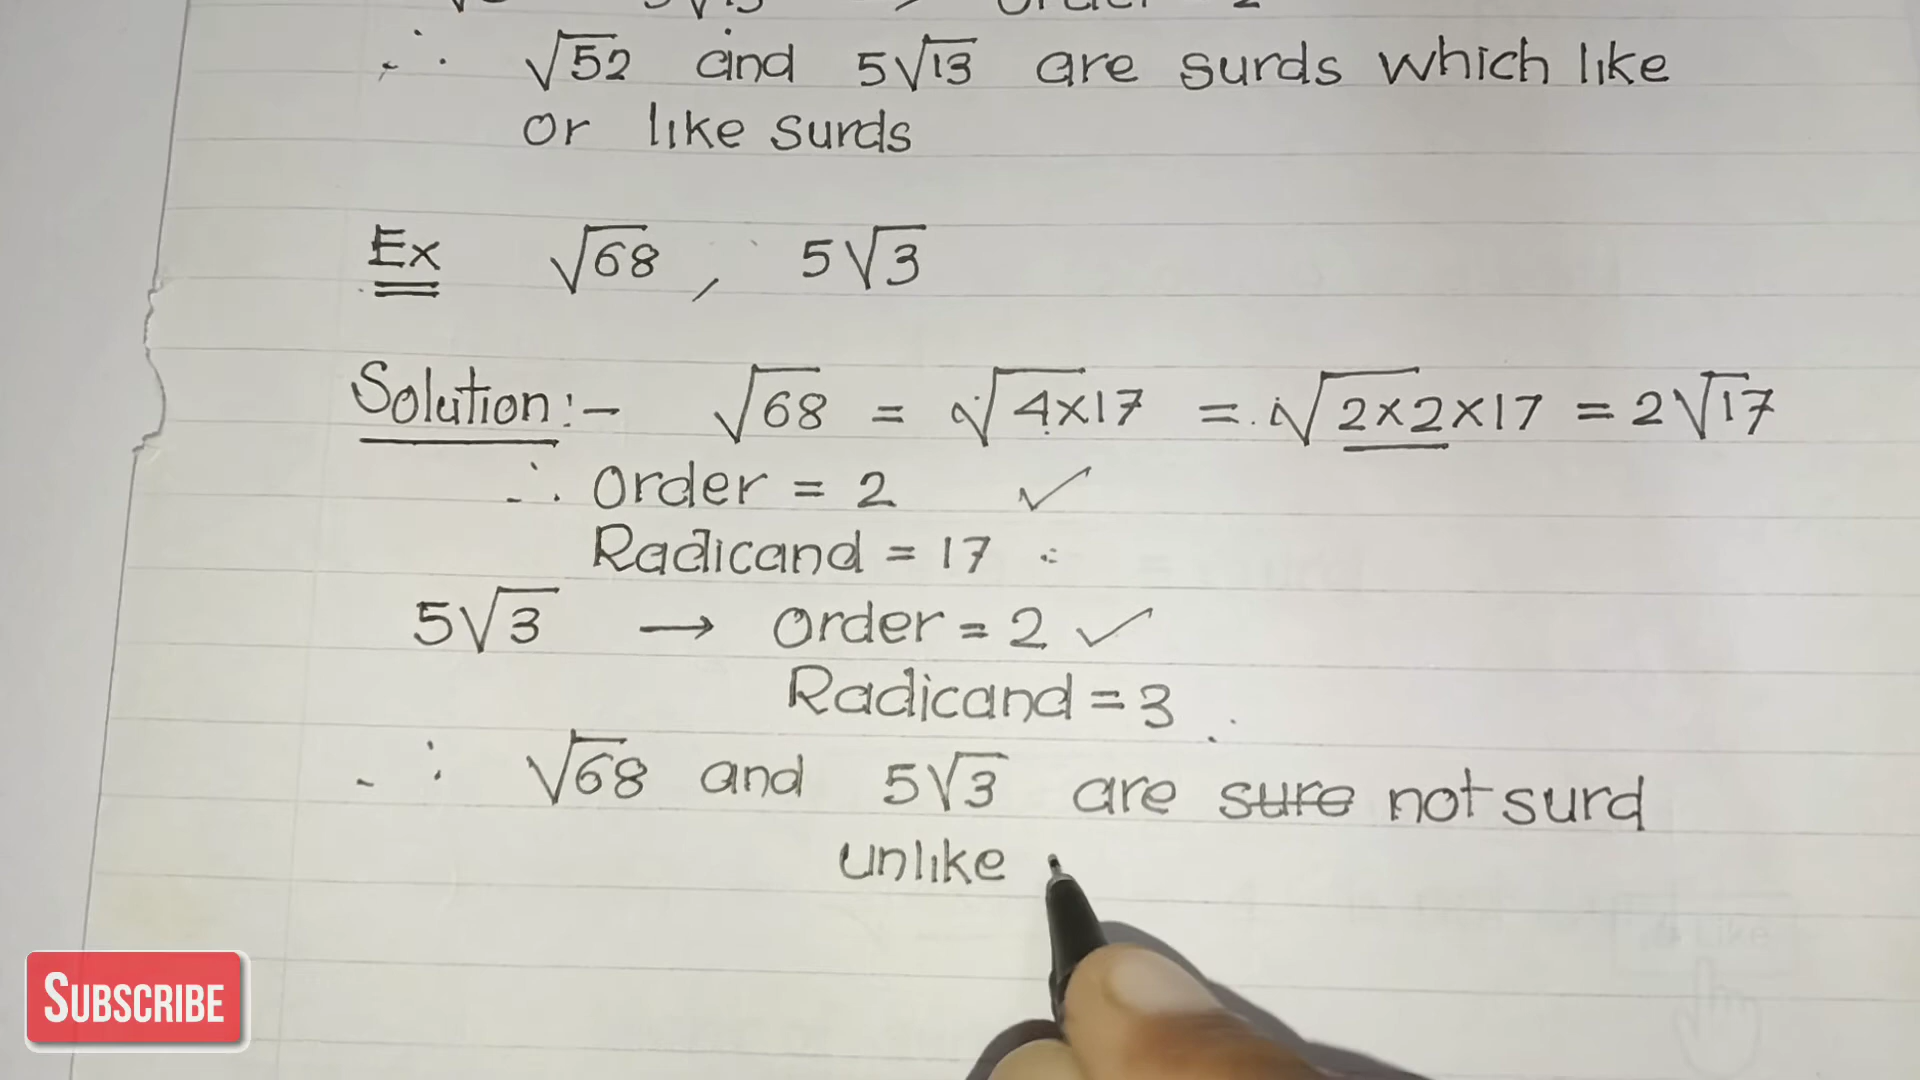 ∴ √52 and 5√13 are surds which like
or like surds
Ex √68 , 5√3
Solution:- √68 = √4×17 = √2×2×17 = 2√17
∴ Order = 2 ✓
Radicand = 17
5√3 → Order = 2 ✓
Radicand = 3
∴ √68 and 5√3 are sure not surd
unlike
SUBSCRIBE